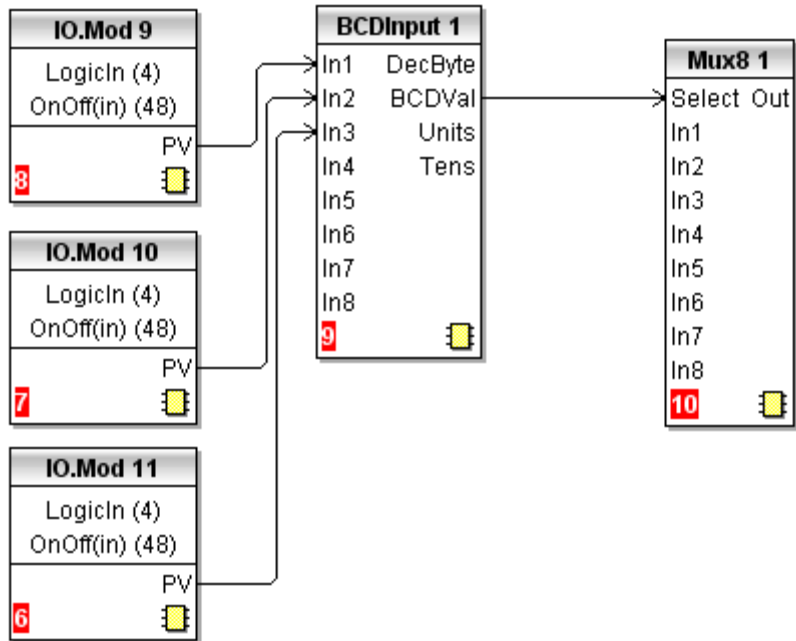 IO.Mod 9
LogicIn (4)
OnOff(in) (48)
PV
8
IO.Mod 10
LogicIn (4)
OnOff(in) (48)
PV
7
IO.Mod 11
LogicIn (4)
OnOff(in) (48)
PV
6
BCDInput 1
In1 DecByte
In2 BCDVal
In3 Units
In4 Tens
In5
In6
In7
In8
9
Mux8 1
Select Out
In1
In2
In3
In4
In5
In6
In7
In8
10